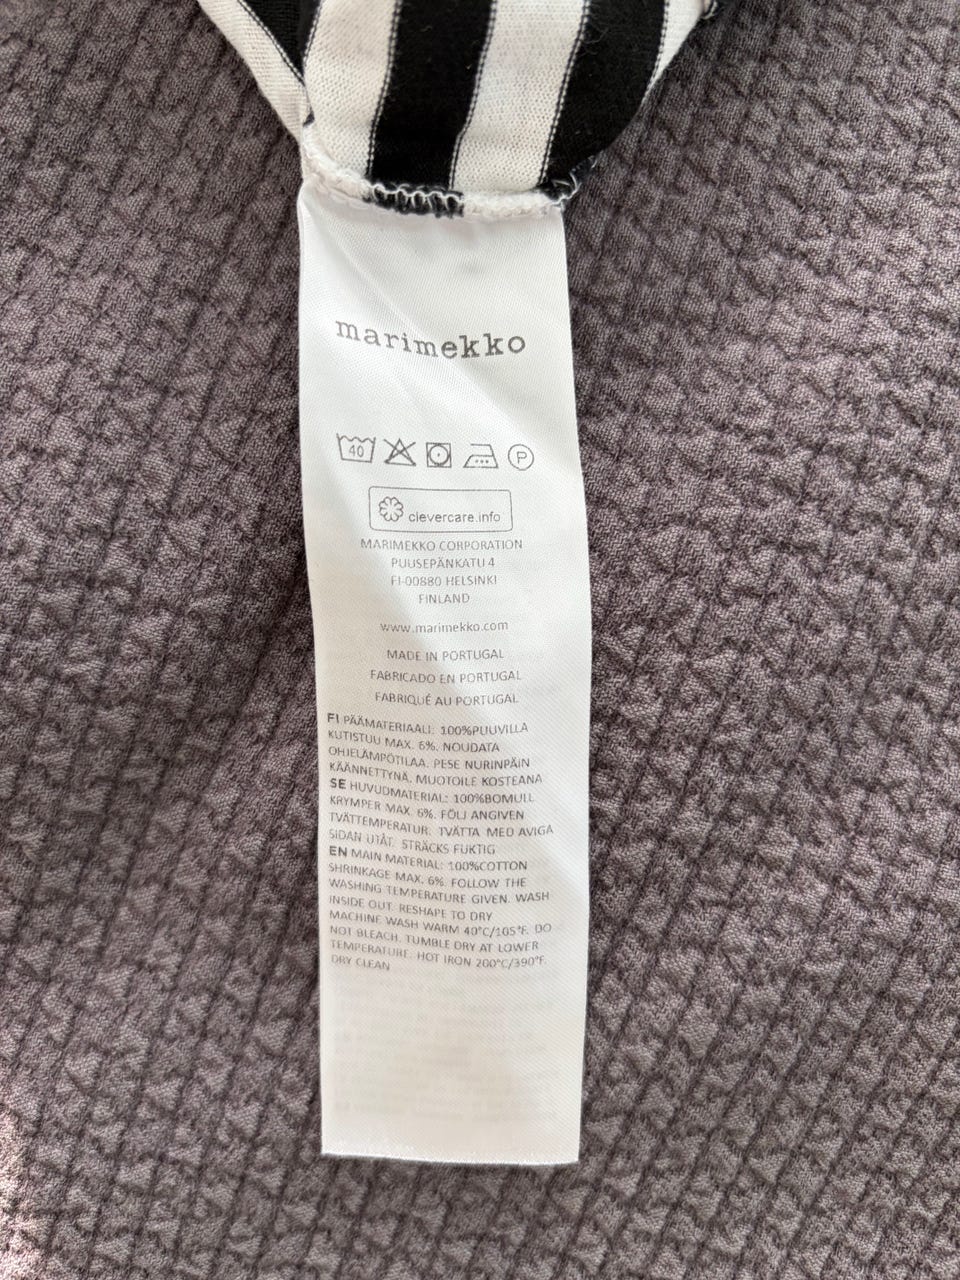 marimekko
40 P
clevercare.info
MARIMEKKO CORPORATION
PUUSEPÄNKATU 4
FI-00880 HELSINKI
FINLAND
www.marimekko.com
MADE IN PORTUGAL
FABRICADO EN PORTUGAL
FABRIQUÉ AU PORTUGAL
FI PÄÄMATERIAALI: 100%PUUVILLA
KUTISTUU MAX. 6%. NOUDATA
OHJELÄMPÖTILAA. PESE NURINPÄIN
KÄÄNNETTYNÄ. MUOTOILE KOSTEANA
SE HUVUDMATERIAL: 100%BOMULL
KRYMPER MAX. 6%. FÖLJ ANGIVEN
TVÄTTEMPERATUR. TVÄTTA MED AVIGA
SIDAN UTÅT. STRÄCKS FUKTIG
EN MAIN MATERIAL: 100%COTTON
SHRINKAGE MAX. 6%. FOLLOW THE
WASHING TEMPERATURE GIVEN. WASH
INSIDE OUT. RESHAPE TO DRY
MACHINE WASH WARM 40°C/105°F. DO
NOT BLEACH. TUMBLE DRY AT LOWER
TEMPERATURE. HOT IRON 200°C/390°F.
DRY CLEAN